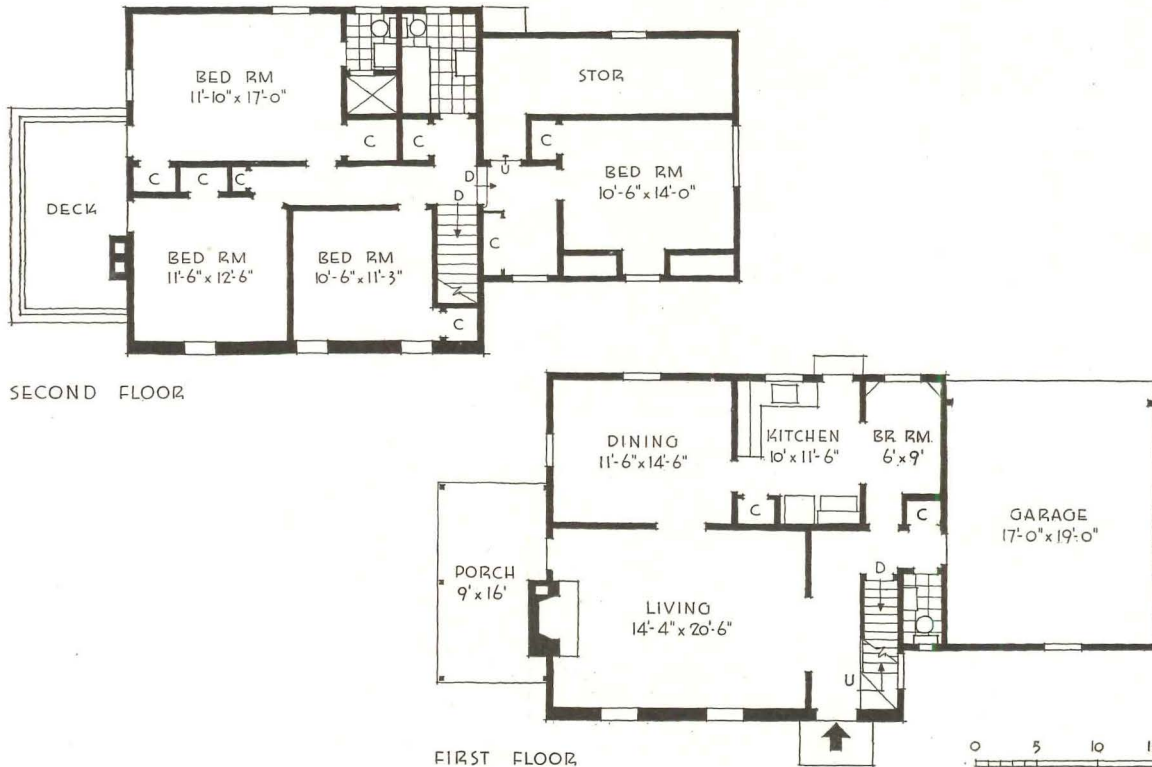 BED RM
11'-10" x 17'-0"
STOR
C
C
C
U
BED RM
10'-6" x 14'-0"
D
D
C
C
C
DECK
C
BED RM
11'-6" x 12'-6"
BED RM
10'-6" x 11'-3"
C
SECOND FLOOR
DINING
11'-6" x 14'-6"
KITCHEN
10' x 11'-6"
BR. RM.
6' x 9'
C
C
GARAGE
17'-0" x 19'-0"
PORCH
9' x 16'
D
LIVING
14'-4" x 20'-6"
U
FIRST FLOOR
0 5 10